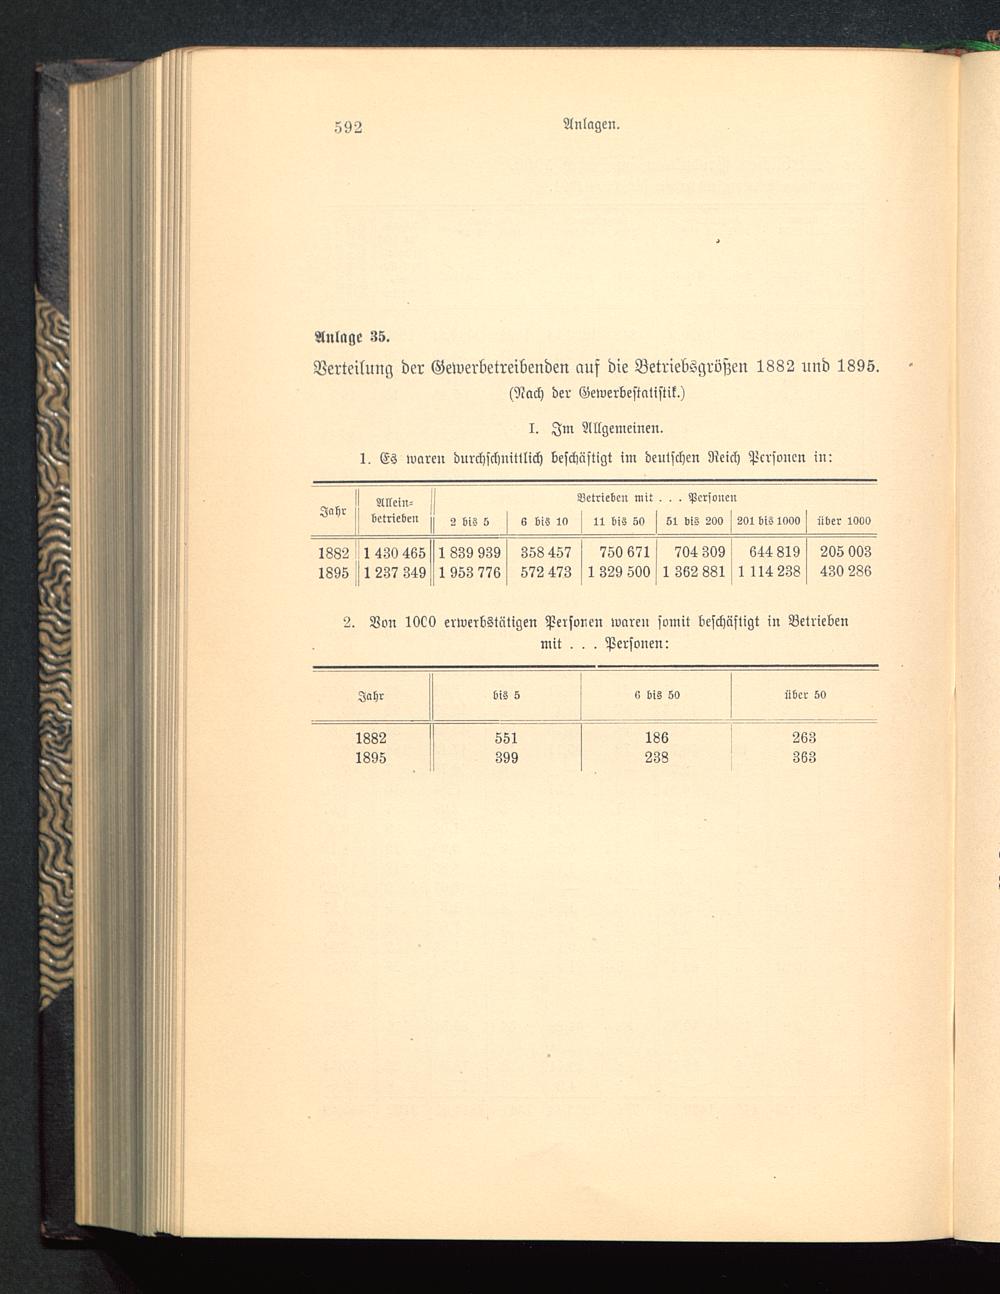 592 Anlagen.
Anlage 35.
Verteilung der Gewerbetreibenden auf die Betriebsgrößen 1882 und 1895.
(Nach der Gewerbestatistik.)
I. Im Allgemeinen.
1. Es waren durchschnittlich beschäftigt im deutschen Reich Personen in:
Jahr Allein= Betrieben mit . . . Personen
betrieben 2 bis 5 6 bis 10 11 bis 50 51 bis 200 201 bis 1000 über 1000
1882 1 430 465 1 839 939 358 457 750 671 704 309 644 819 205 003
1895 1 237 349 1 953 776 572 473 1 329 500 1 362 881 1 114 238 430 286
2. Von 1000 erwerbstätigen Personen waren somit beschäftigt in Betrieben
mit . . . Personen:
Jahr bis 5 6 bis 50 über 50
1882 551 186 263
1895 399 238 363